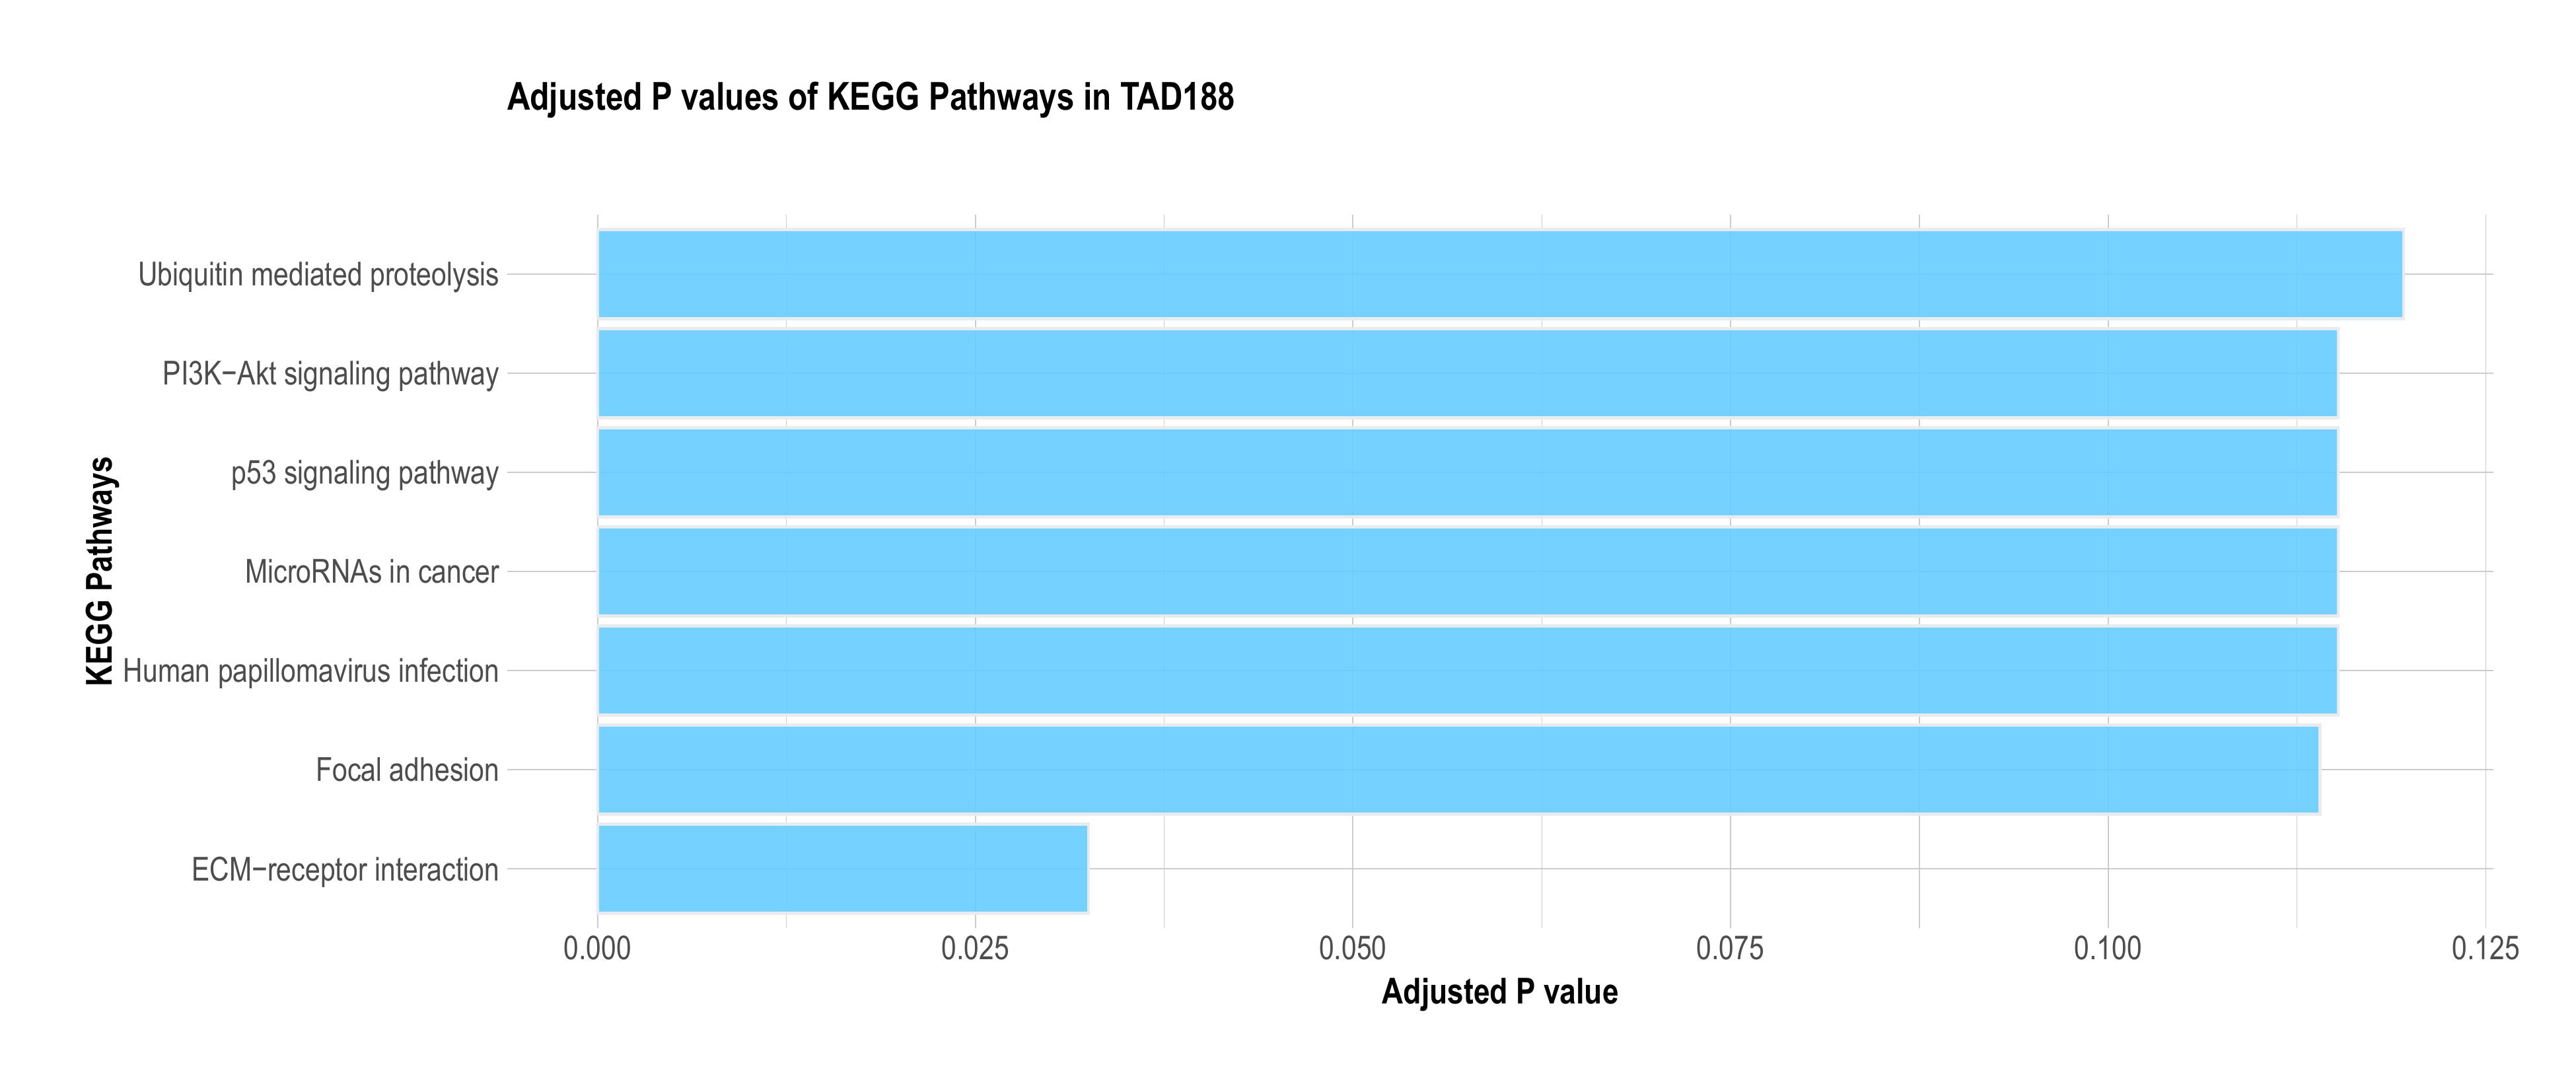 Adjusted P values of KEGG Pathways in TAD188
KEGG Pathways
Ubiquitin mediated proteolysis
PI3K−Akt signaling pathway
p53 signaling pathway
MicroRNAs in cancer
Human papillomavirus infection
Focal adhesion
ECM−receptor interaction
0.000 0.025 0.050 0.075 0.100 0.125
Adjusted P value